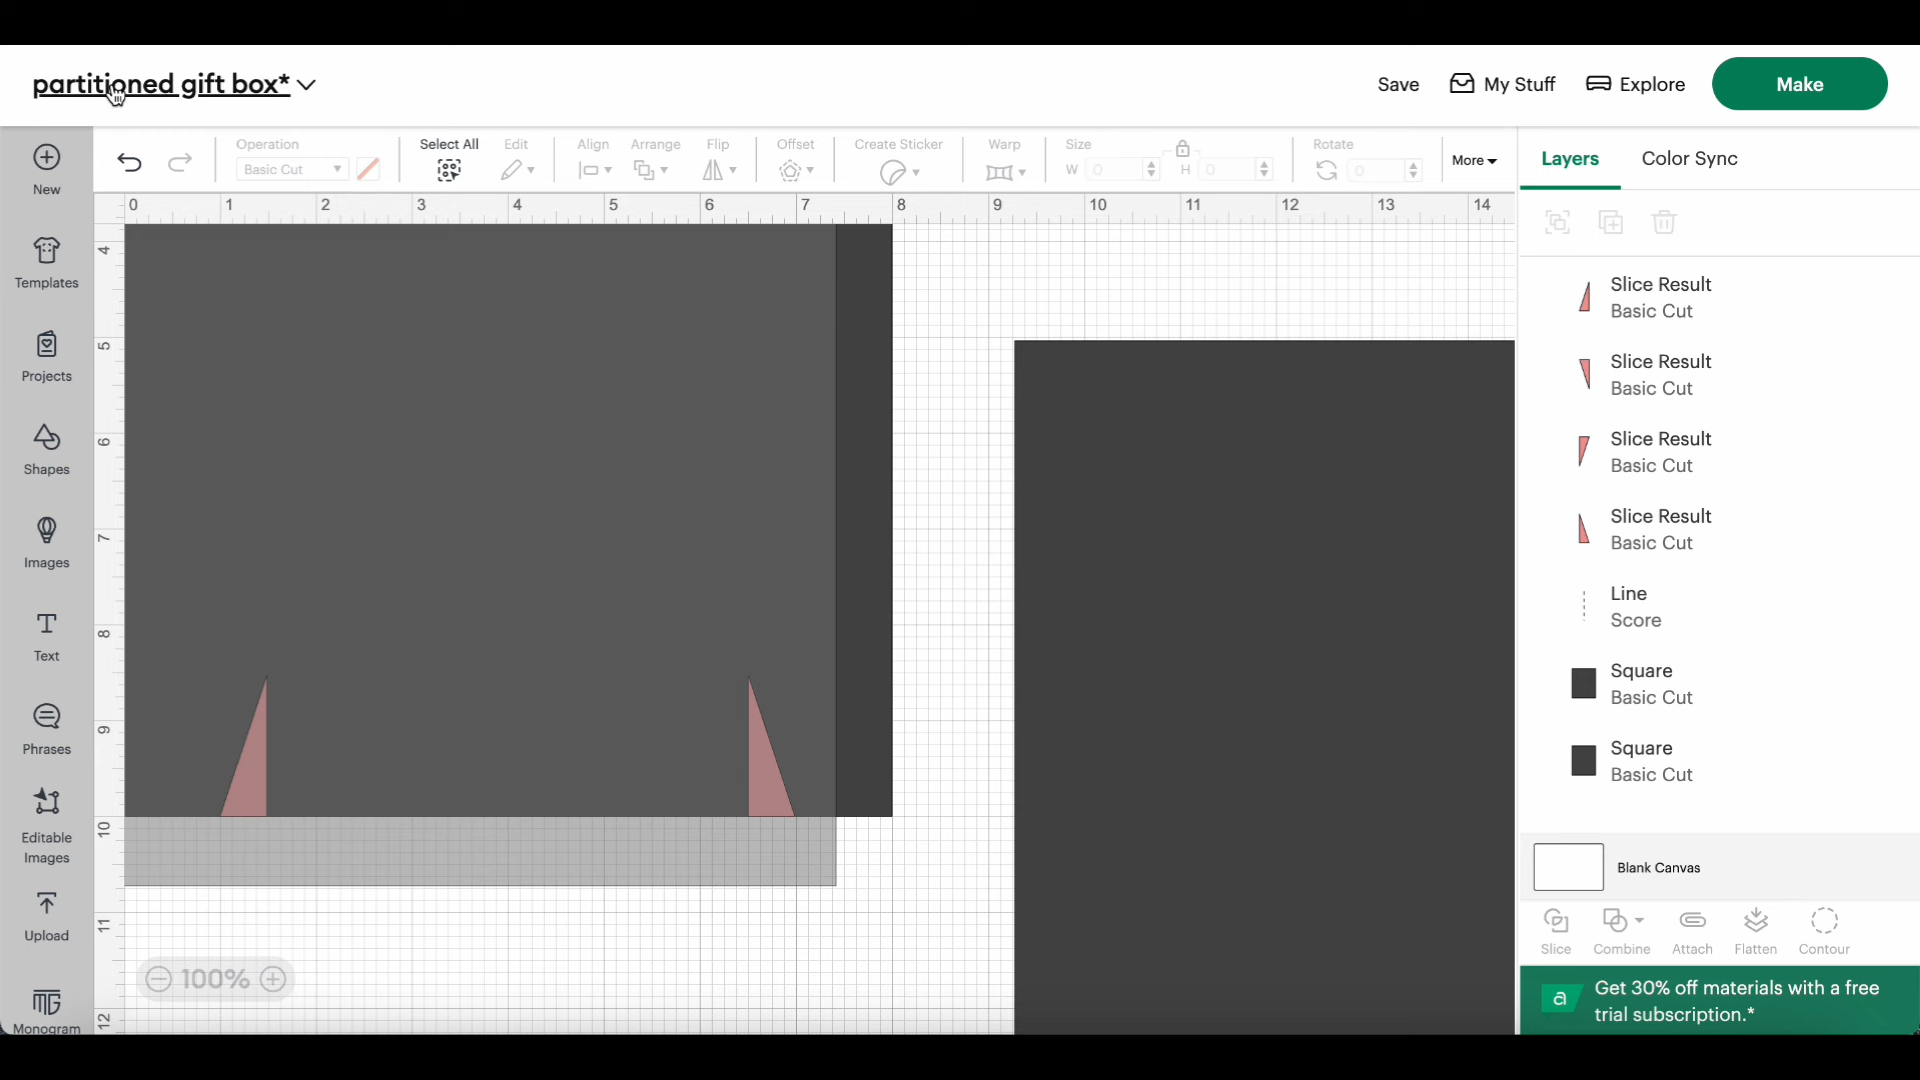 partitioned gift box*
Save
My Stuff
Explore
Make
New
Templates
Projects
Shapes
Images
Text
Phrases
Editable
Images
Upload
Monogram
Operation
Basic Cut
Select All
Edit
Align
Arrange
Flip
Offset
Create Sticker
Warp
Size
W 0
H 0
Rotate
0
More
0 1 2 3 4 5 6 7 8 9 10 11 12 13 14
4
5
6
7
8
9
10
11
12
100%
Layers
Color Sync
Slice Result
Basic Cut
Slice Result
Basic Cut
Slice Result
Basic Cut
Slice Result
Basic Cut
Line
Score
Square
Basic Cut
Square
Basic Cut
Blank Canvas
Slice
Combine
Attach
Flatten
Contour
a
Get 30% off materials with a free
trial subscription.*